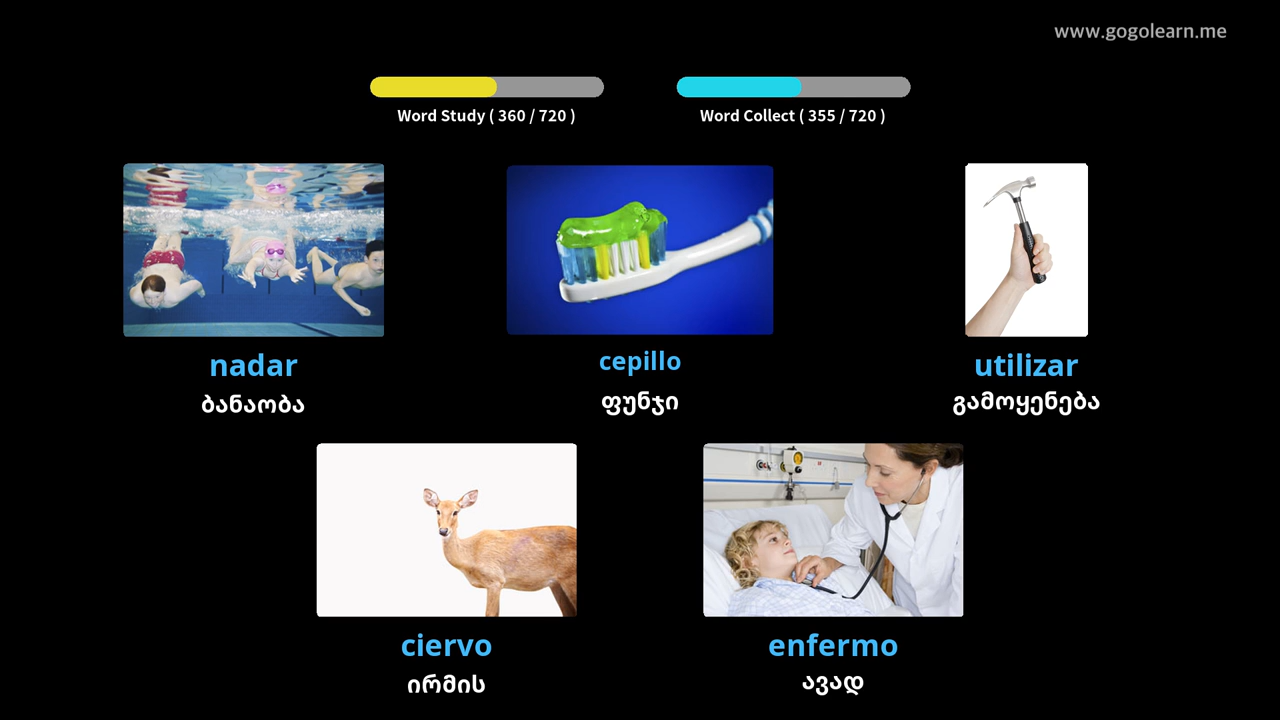 www.gogolearn.me
Word Study ( 360 / 720 )
Word Collect ( 355 / 720 )
nadar
ბანაობა
cepillo
ფუნჯი
utilizar
გამოყენება
ciervo
ირმის
enfermo
ავად